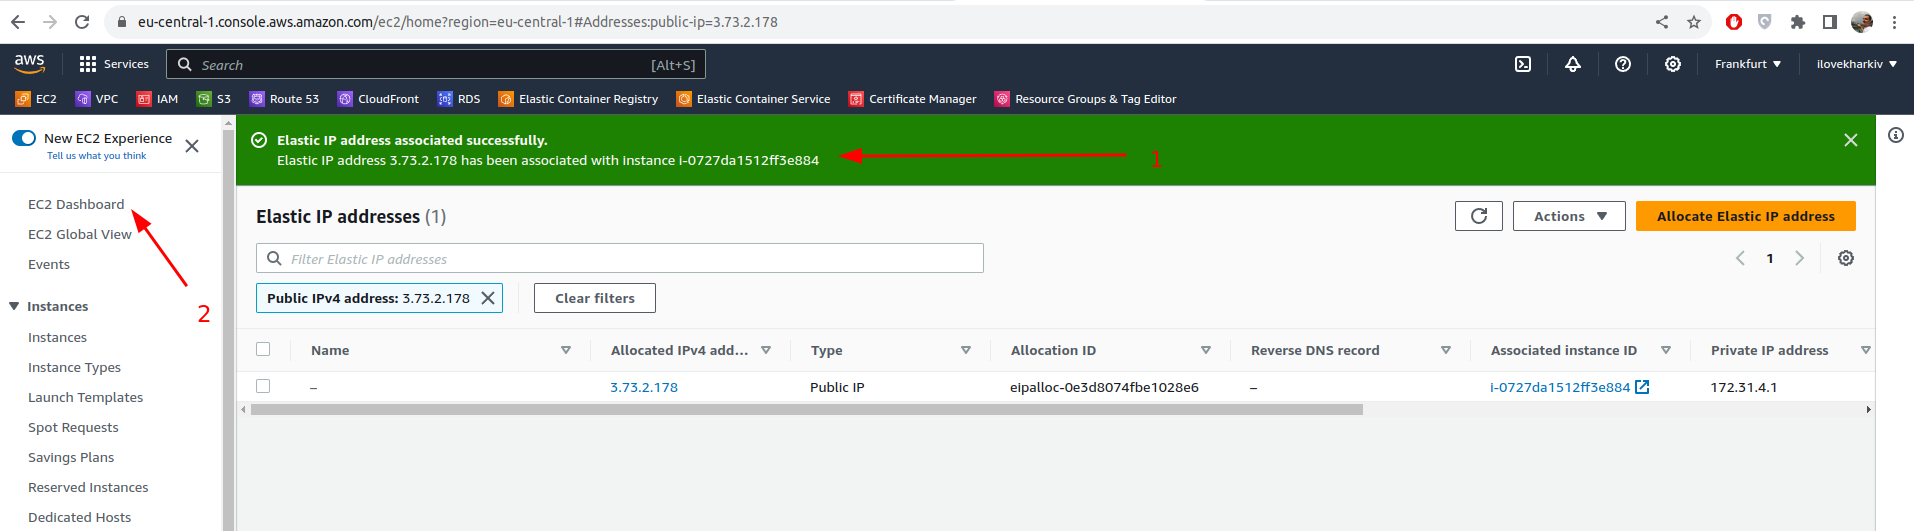 eu-central-1.console.aws.amazon.com/ec2/home?region=eu-central-1#Addresses:public-ip=3.73.2.178
aws Services Search [Alt+S] Frankfurt ilovekharkiv
EC2 VPC IAM S3 Route 53 CloudFront RDS Elastic Container Registry Elastic Container Service Certificate Manager Resource Groups & Tag Editor
New EC2 Experience
Tell us what you think
EC2 Dashboard
EC2 Global View
Events
2
Instances
Instances
Instance Types
Launch Templates
Spot Requests
Savings Plans
Reserved Instances
Dedicated Hosts
Elastic IP address associated successfully.
Elastic IP address 3.73.2.178 has been associated with instance i-0727da1512ff3e884
1
Elastic IP addresses (1)
Actions
Allocate Elastic IP address
Filter Elastic IP addresses
1
Public IPv4 address: 3.73.2.178
Clear filters
Name Allocated IPv4 add... Type Allocation ID Reverse DNS record Associated instance ID Private IP address
– 3.73.2.178 Public IP eipalloc-0e3d8074fbe1028e6 – i-0727da1512ff3e884 172.31.4.1